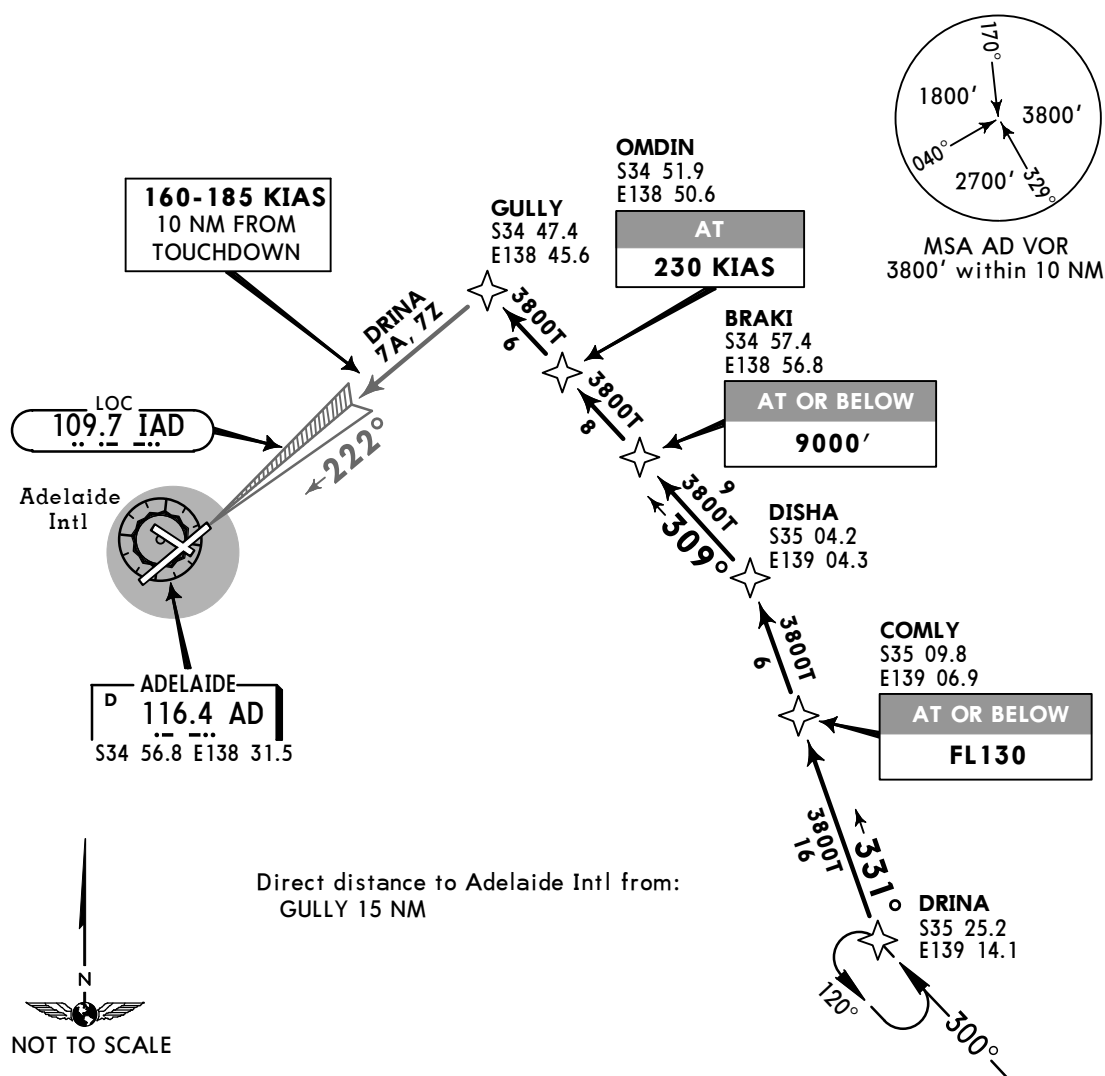 170°
1800'
3800'
040°
2700'
329°
MSA AD VOR
3800' within 10 NM
OMDIN
S34 51.9
E138 50.6
AT
230 KIAS
160-185 KIAS
10 NM FROM
TOUCHDOWN
GULLY
S34 47.4
E138 45.6
DRINA
7A, 7Z
3800T
6
BRAKI
S34 57.4
E138 56.8
AT OR BELOW
9000'
3800T
8
LOC
109.7 IAD
222°
Adelaide
Intl
9
3800T
309°
DISHA
S35 04.2
E139 04.3
3800T
6
COMLY
S35 09.8
E139 06.9
AT OR BELOW
FL130
ADELAIDE
D
116.4 AD
S34 56.8 E138 31.5
3800T
16
331°
Direct distance to Adelaide Intl from:
GULLY 15 NM
DRINA
S35 25.2
E139 14.1
120°
300°
N
NOT TO SCALE